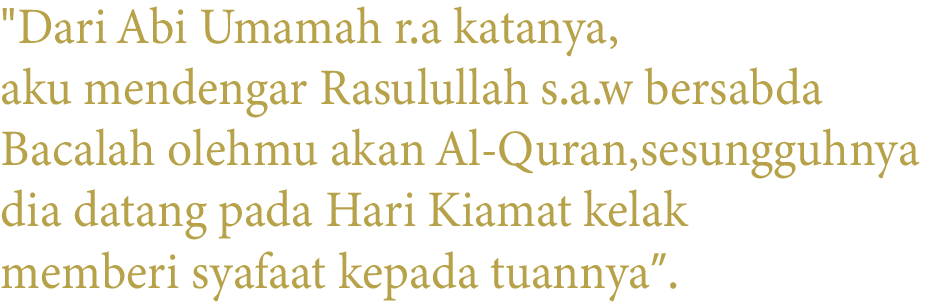 "Dari Abi Umamah r.a katanya,
aku mendengar Rasulullah s.a.w bersabda
Bacalah olehmu akan Al-Quran,sesungguhnya
dia datang pada Hari Kiamat kelak
memberi syafaat kepada tuannya”.